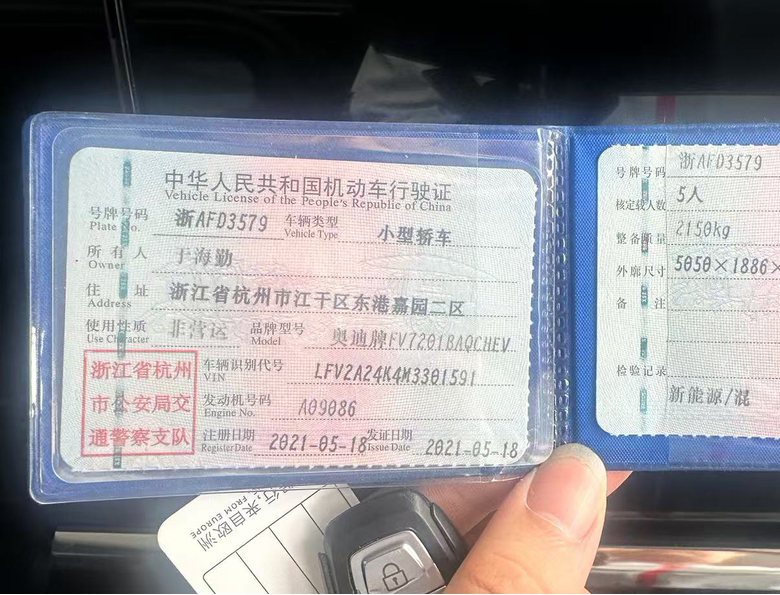 中华人民共和国机动车行驶证
Vehicle License of the People's Republic of China
号牌号码 浙AFD3579 车辆类型 小型轿车
Plate No. Vehicle Type
所有人 于海勤
Owner
住址 浙江省杭州市江干区东港嘉园二区
Address
使用性质 非营运 品牌型号 奥迪牌FV7201BAQCHEV
Use Character Model
浙江省杭州
市公安局交
通警察支队
车辆识别代号 LFV2A24K4M3301591
VIN
发动机号码 A09086
Engine No.
注册日期 2021-05-18 发证日期 2021-05-18
Register Date Issue Date
号牌号码 浙AFD3579
核定载人数 5人
整备质量 2150kg
外廓尺寸 5050×1886×
备注
检验记录
新能源/混
来自欧洲
FROM EUROPE